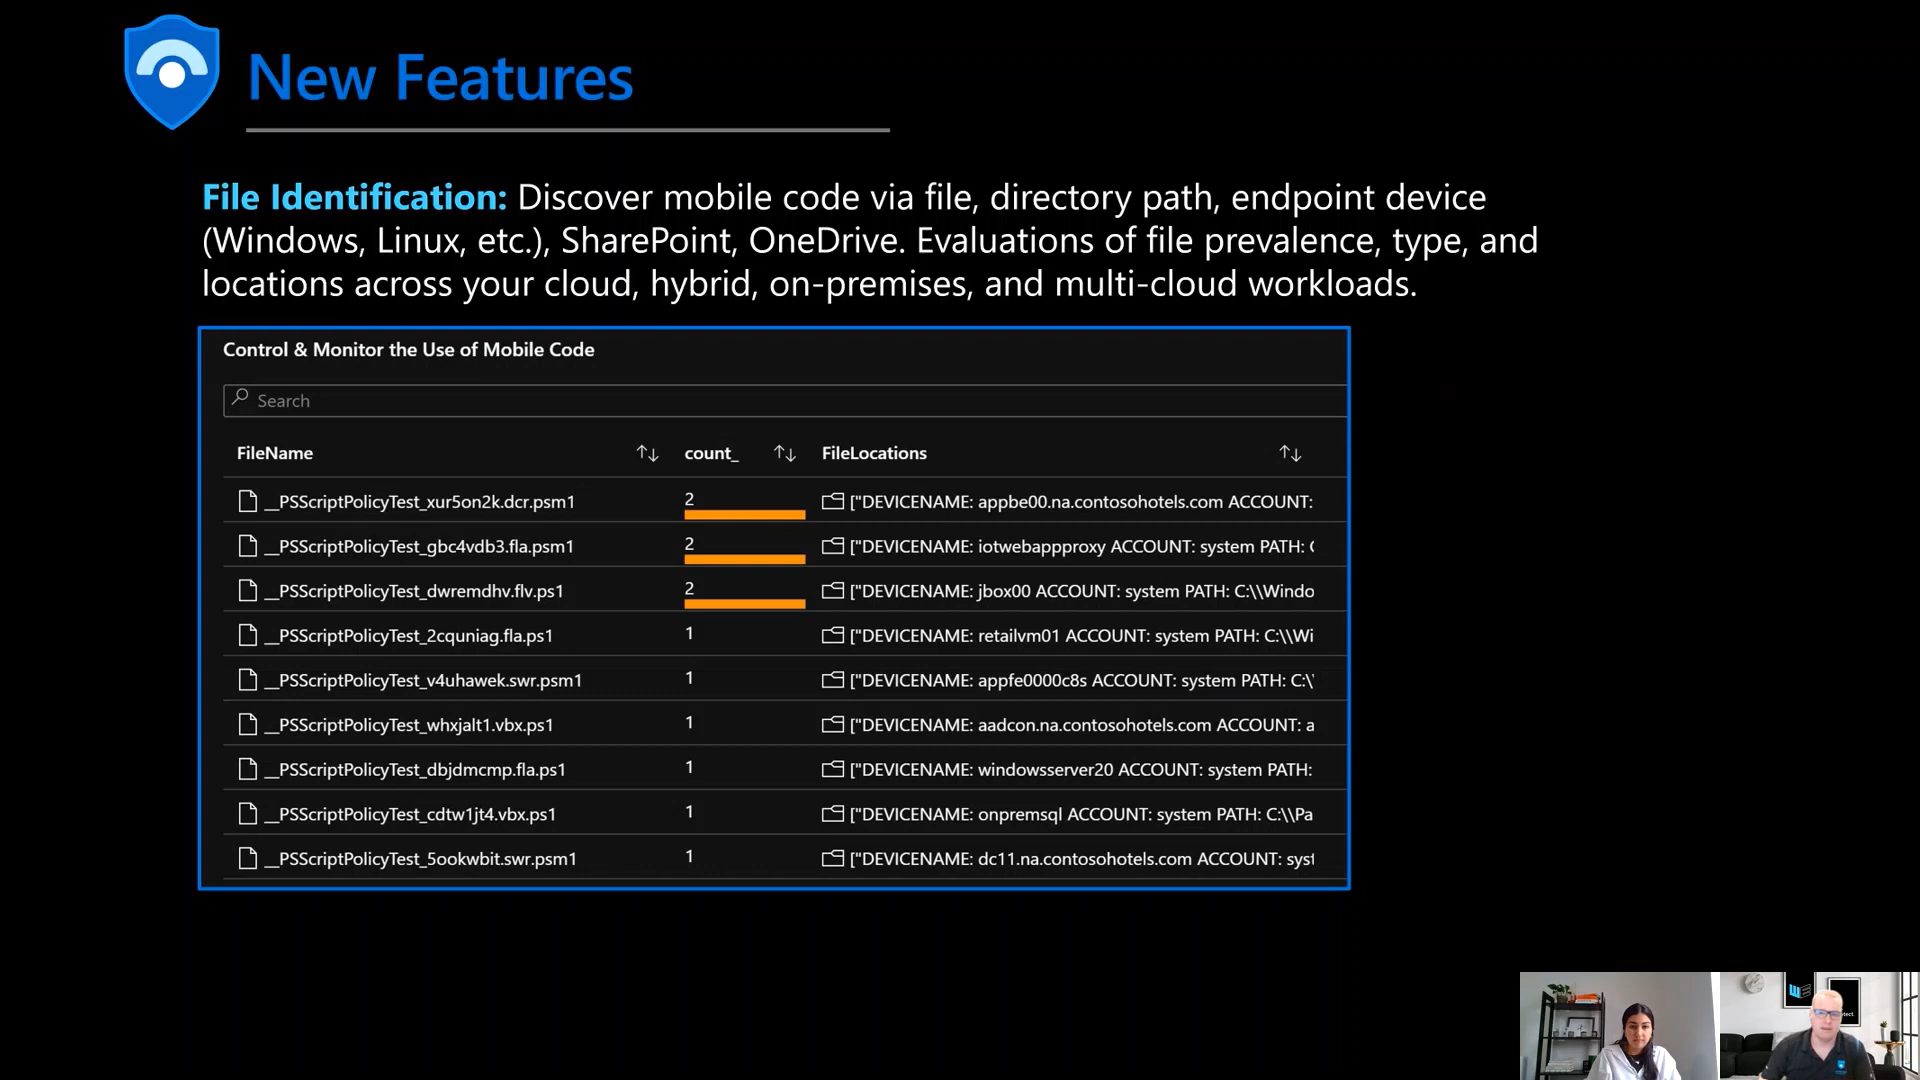 New Features
File Identification: Discover mobile code via file, directory path, endpoint device
(Windows, Linux, etc.), SharePoint, OneDrive. Evaluations of file prevalence, type, and
locations across your cloud, hybrid, on-premises, and multi-cloud workloads.
Control & Monitor the Use of Mobile Code
Search
FileName ↑↓ count_ ↑↓ FileLocations ↑↓
__PSScriptPolicyTest_xur5on2k.dcr.psm1 2 ["DEVICENAME: appbe00.na.contosohotels.com ACCOUNT:
__PSScriptPolicyTest_gbc4vdb3.fla.psm1 2 ["DEVICENAME: iotwebappproxy ACCOUNT: system PATH:
__PSScriptPolicyTest_dwremdhv.flv.ps1 2 ["DEVICENAME: jbox00 ACCOUNT: system PATH: C:\\Windo
__PSScriptPolicyTest_2cquniag.fla.ps1 1 ["DEVICENAME: retailvm01 ACCOUNT: system PATH: C:\\Wi
__PSScriptPolicyTest_v4uhawek.swr.psm1 1 ["DEVICENAME: appfe0000c8s ACCOUNT: system PATH: C:\
__PSScriptPolicyTest_whxjalt1.vbx.ps1 1 ["DEVICENAME: aadcon.na.contosohotels.com ACCOUNT: a
__PSScriptPolicyTest_dbjdmcmp.fla.ps1 1 ["DEVICENAME: windowsserver20 ACCOUNT: system PATH:
__PSScriptPolicyTest_cdtw1jt4.vbx.ps1 1 ["DEVICENAME: onpremsql ACCOUNT: system PATH: C:\\Pa
__PSScriptPolicyTest_5ookwbit.swr.psm1 1 ["DEVICENAME: dc11.na.contosohotels.com ACCOUNT: syst